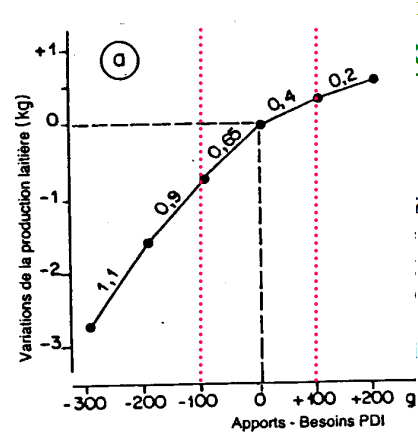 a
+1
0
-1
-2
-3
Variations de la production laitière (kg)
1,1
0,9
0,65
0,4
0,2
-300 -200 -100 0 +100 +200 g
Apports - Besoins PDI